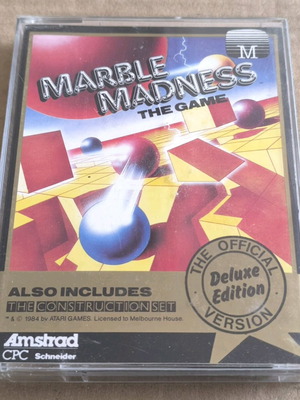 M
MARBLE
MADNESS
THE GAME
THE OFFICIAL
Deluxe
Edition
VERSION
ALSO INCLUDES
THE CONSTRUCTION SET
™ & © 1984 by ATARI GAMES. Licensed to Melbourne House.
Amstrad
CPC Schneider